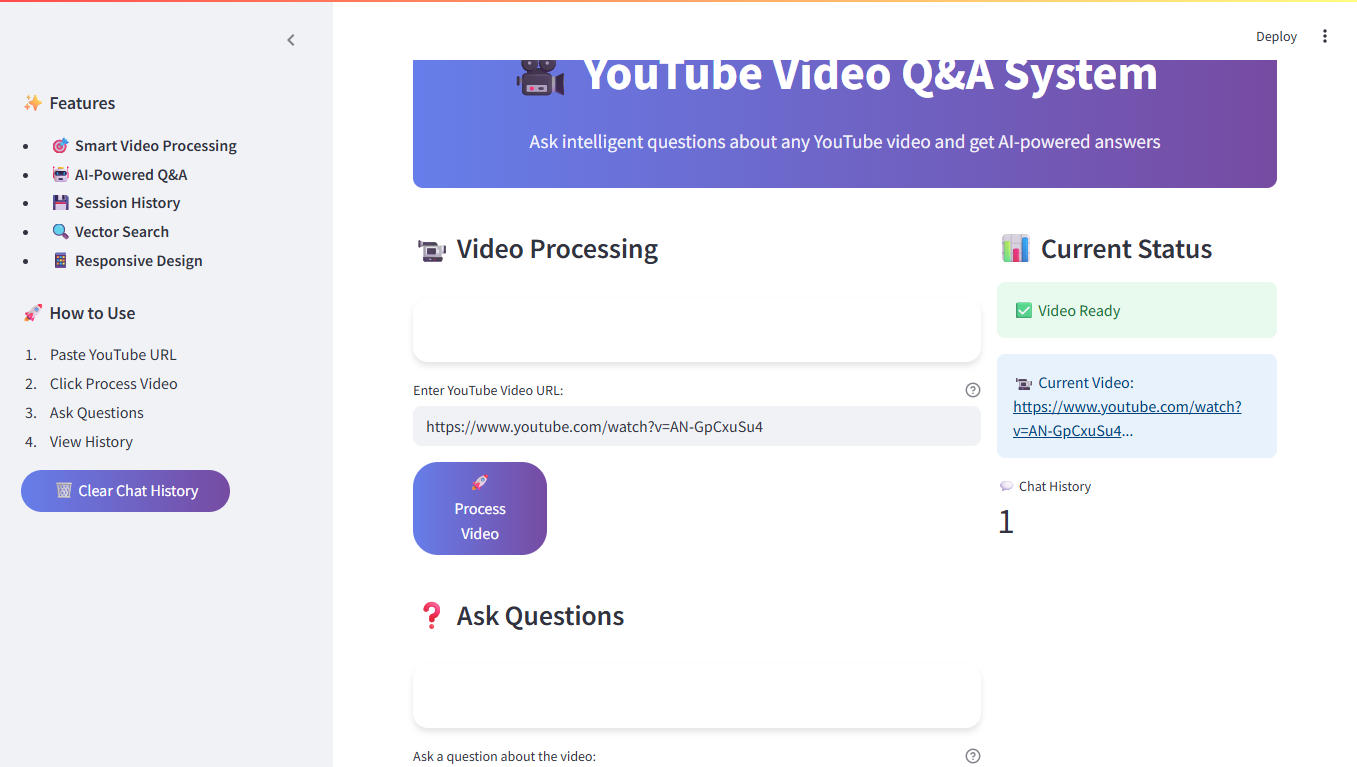 Deploy
✨ Features
• 🎯 Smart Video Processing
• 🤖 AI-Powered Q&A
• 💾 Session History
• 🔍 Vector Search
• 📱 Responsive Design
🚀 How to Use
1. Paste YouTube URL
2. Click Process Video
3. Ask Questions
4. View History
🗑️ Clear Chat History
🎥 YouTube Video Q&A System
Ask intelligent questions about any YouTube video and get AI-powered answers
📹 Video Processing
Enter YouTube Video URL:
https://www.youtube.com/watch?v=AN-GpCxuSu4
🚀
Process
Video
❓ Ask Questions
Ask a question about the video:
📊 Current Status
✅ Video Ready
📹 Current Video:
https://www.youtube.com/watch?
v=AN-GpCxuSu4...
💬 Chat History
1